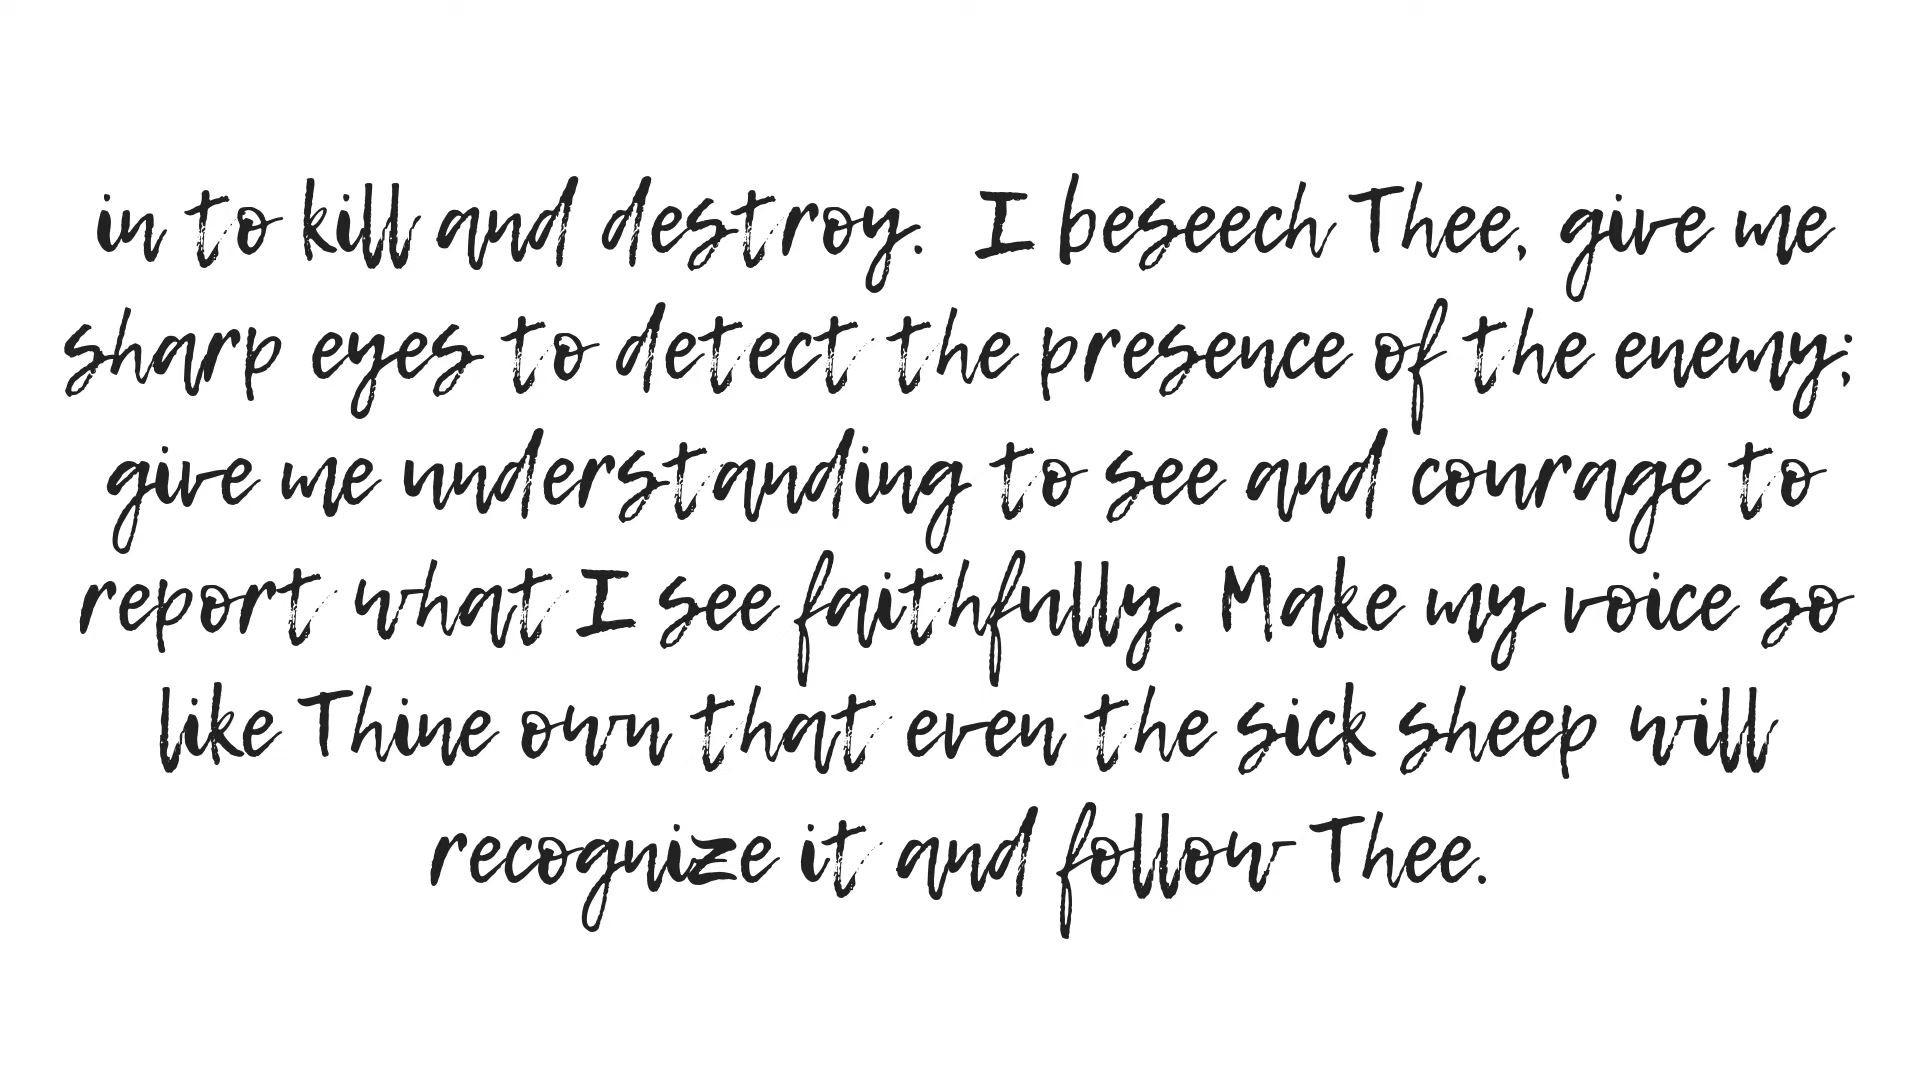 in to kill and destroy. I beseech Thee, give me
sharp eyes to detect the presence of the enemy;
give me understanding to see and courage to
report what I see faithfully. Make my voice so
like Thine own that even the sick sheep will
recognize it and follow Thee.